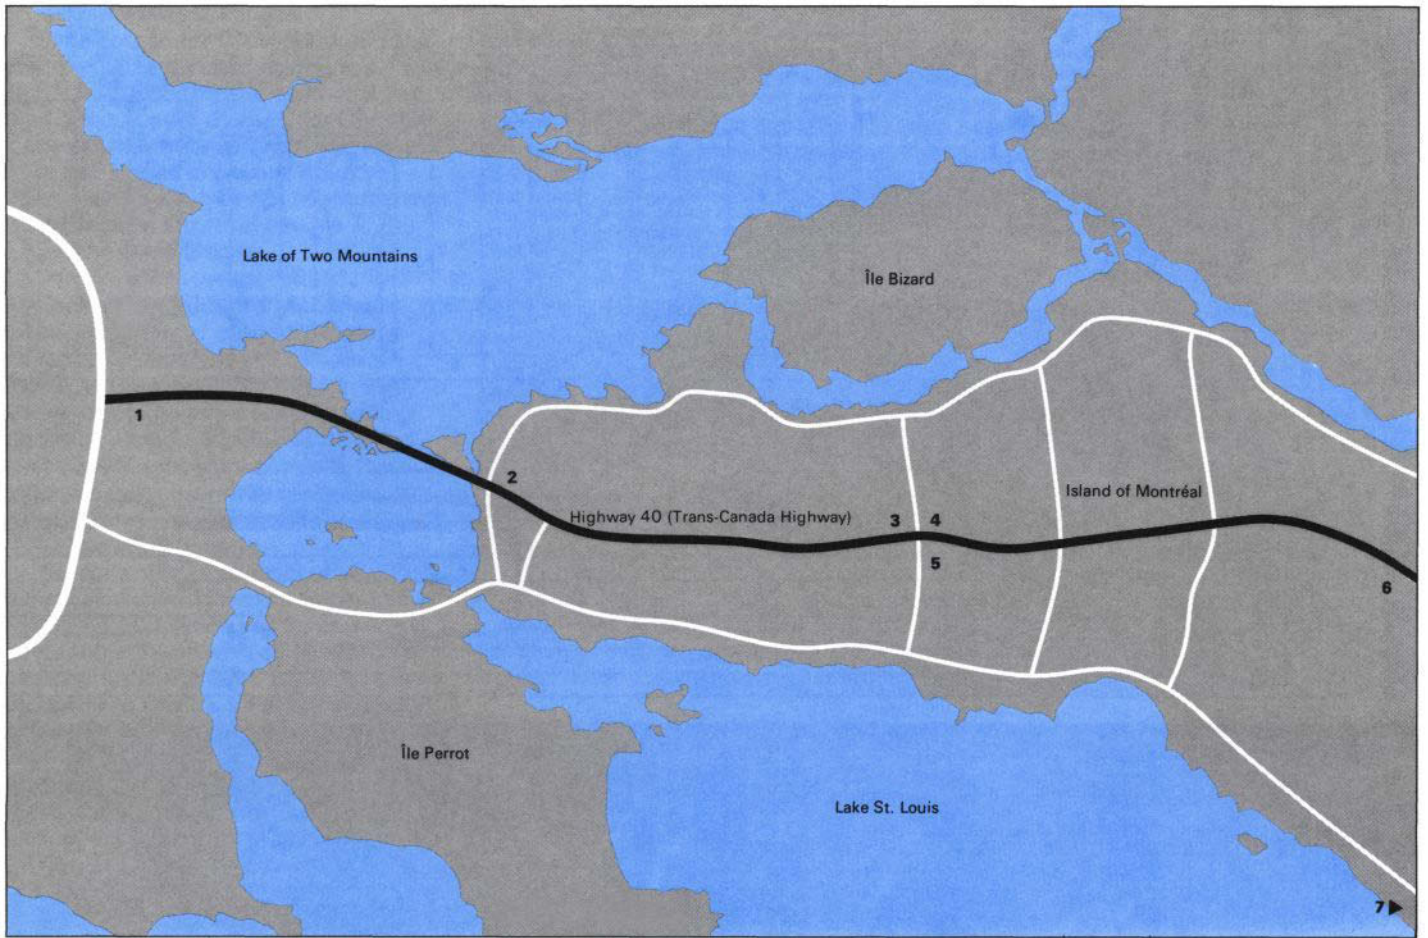 Lake of Two Mountains
Île Bizard
1
2
Island of Montréal
Highway 40 (Trans-Canada Highway)
3
4
5
6
Île Perrot
Lake St. Louis
7